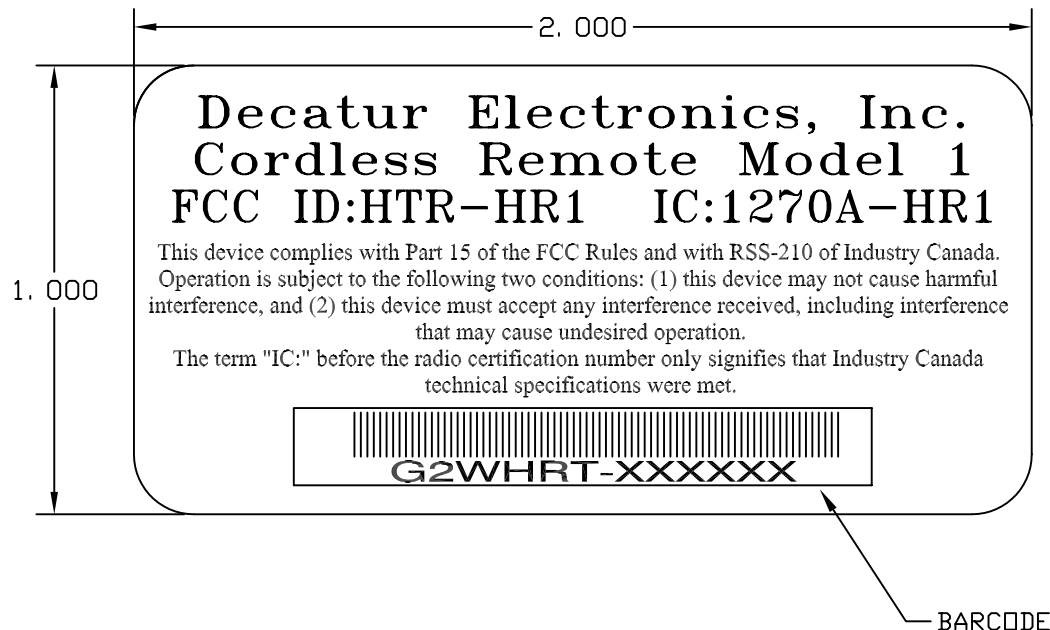 2. 000
Decatur Electronics, Inc.
Cordless Remote Model 1
FCC ID:HTR-HR1 IC:1270A-HR1
This device complies with Part 15 of the FCC Rules and with RSS-210 of Industry Canada.
Operation is subject to the following two conditions: (1) this device may not cause harmful
1. 000
interference, and (2) this device must accept any interference received, including interference
that may cause undesired operation.
The term "IC:" before the radio certification number only signifies that Industry Canada
technical specifications were met.
G2WHRT-XXXXXX
BARCODE